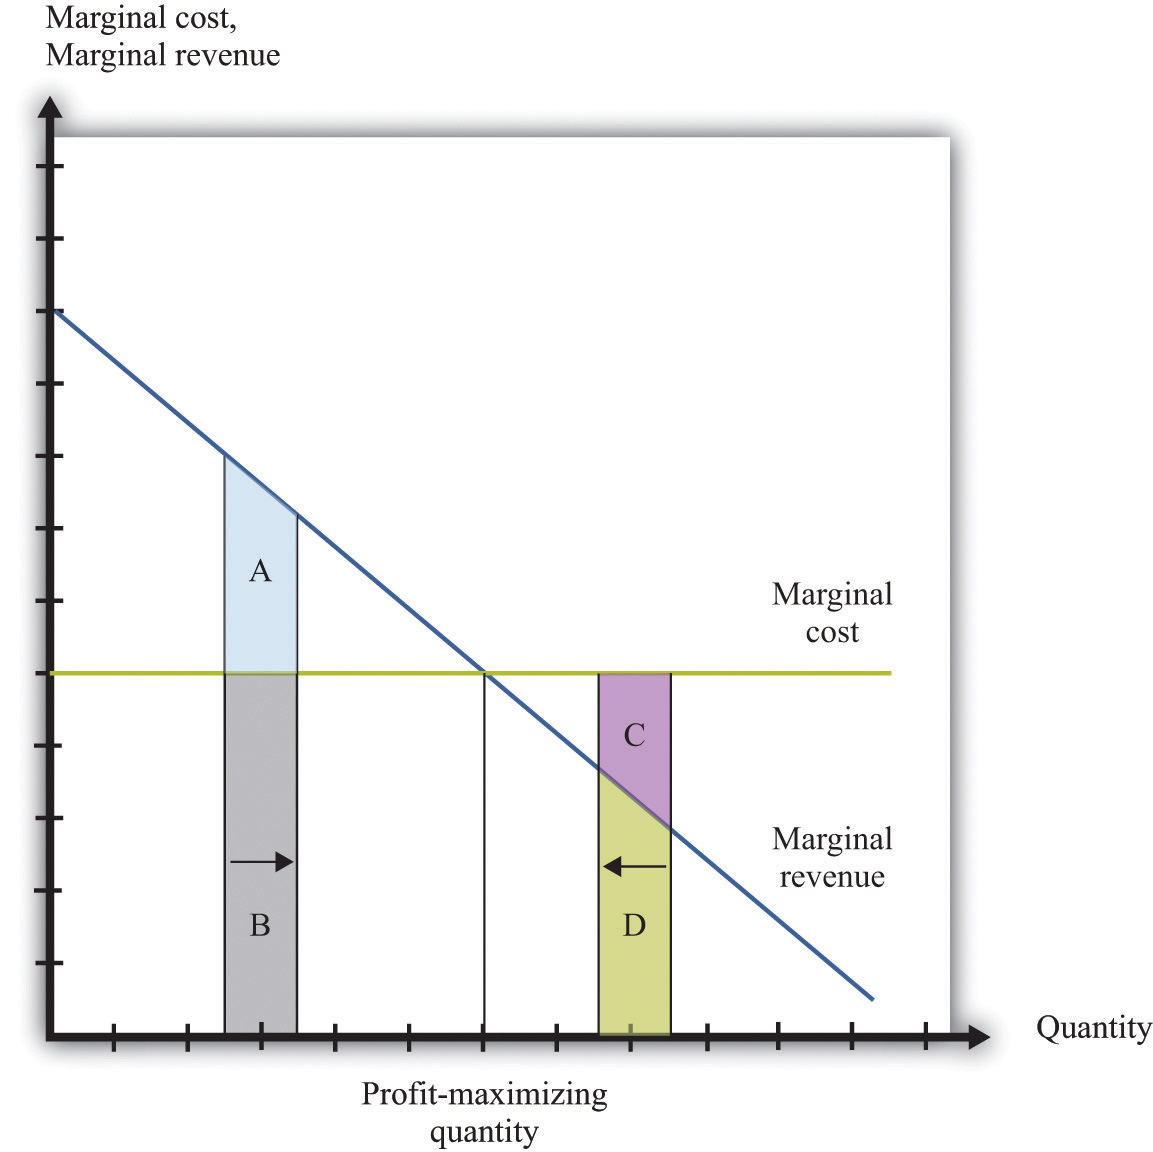 Marginal cost,
Marginal revenue
A
Marginal
cost
C
Marginal
revenue
B
D
Quantity
Profit-maximizing
quantity